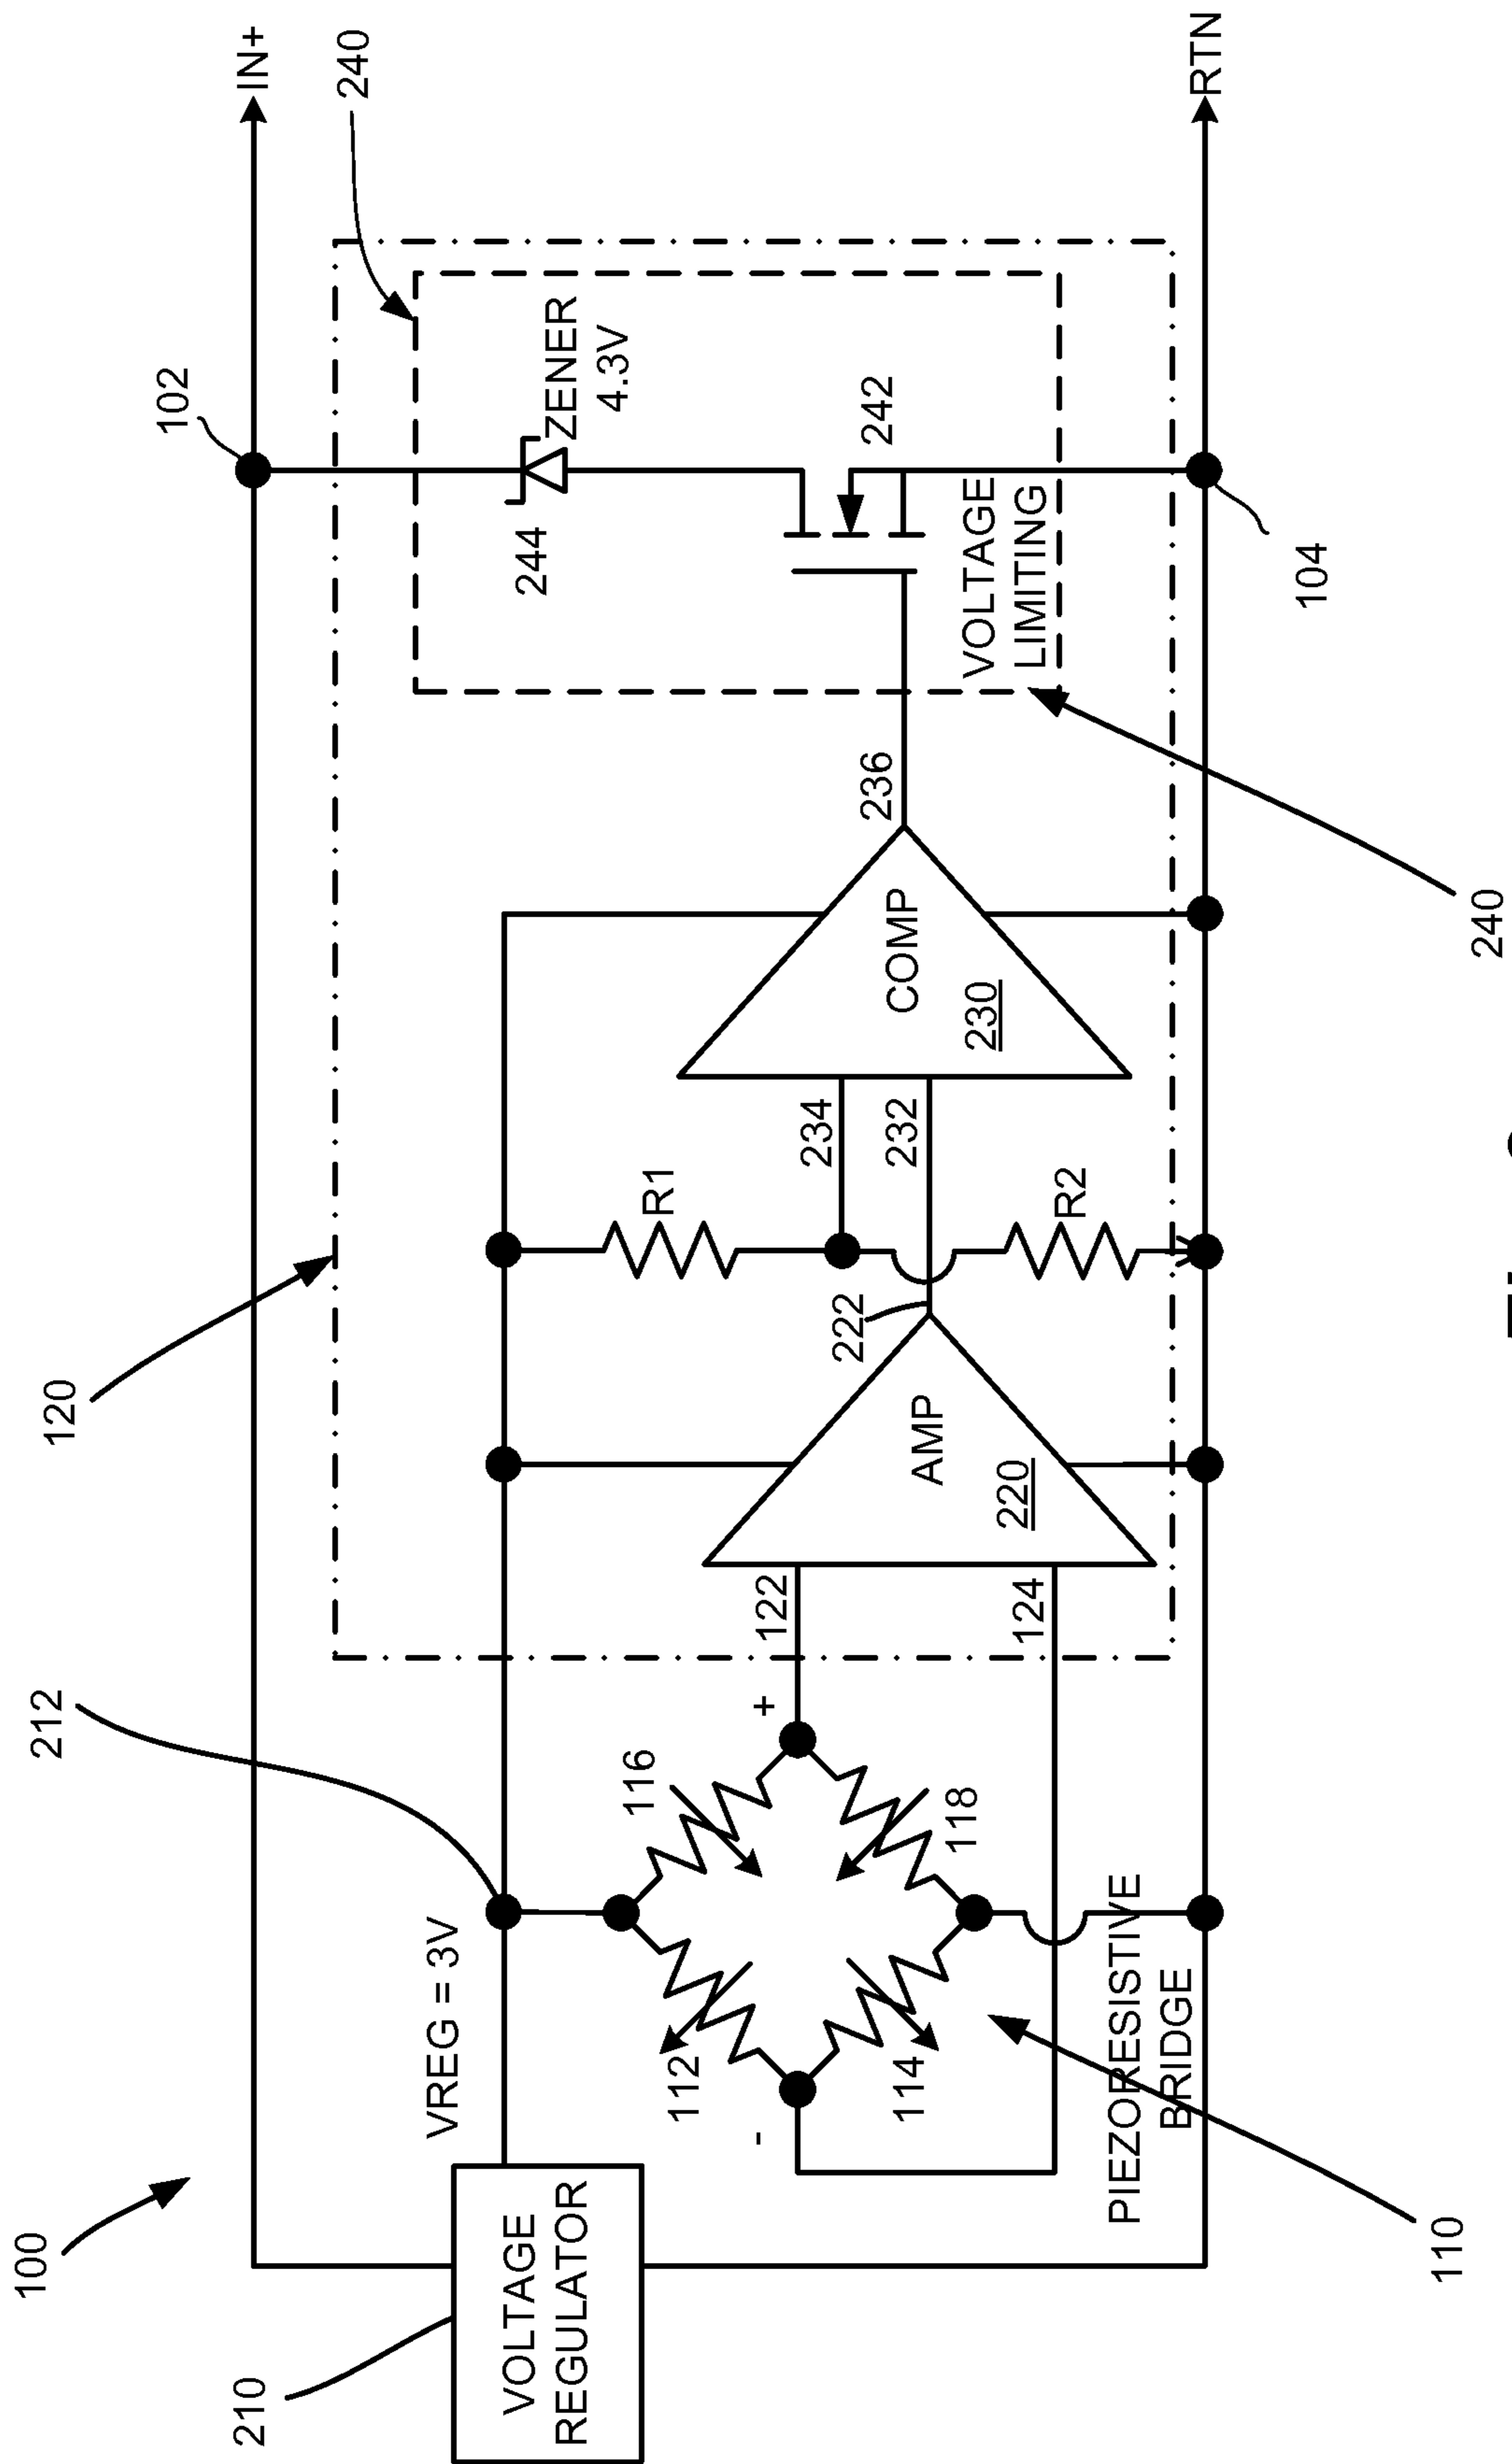 100
210
VOLTAGE
REGULATOR
VREG = 3V
212
120
102
IN+
240
112
116
114
118
+
-
122
124
PIEZORESISTIVE
BRIDGE
110
AMP
220
222
R1
R2
234
232
COMP
230
236
244
ZENER
4.3V
242
VOLTAGE
LIMITING
240
104
RTN